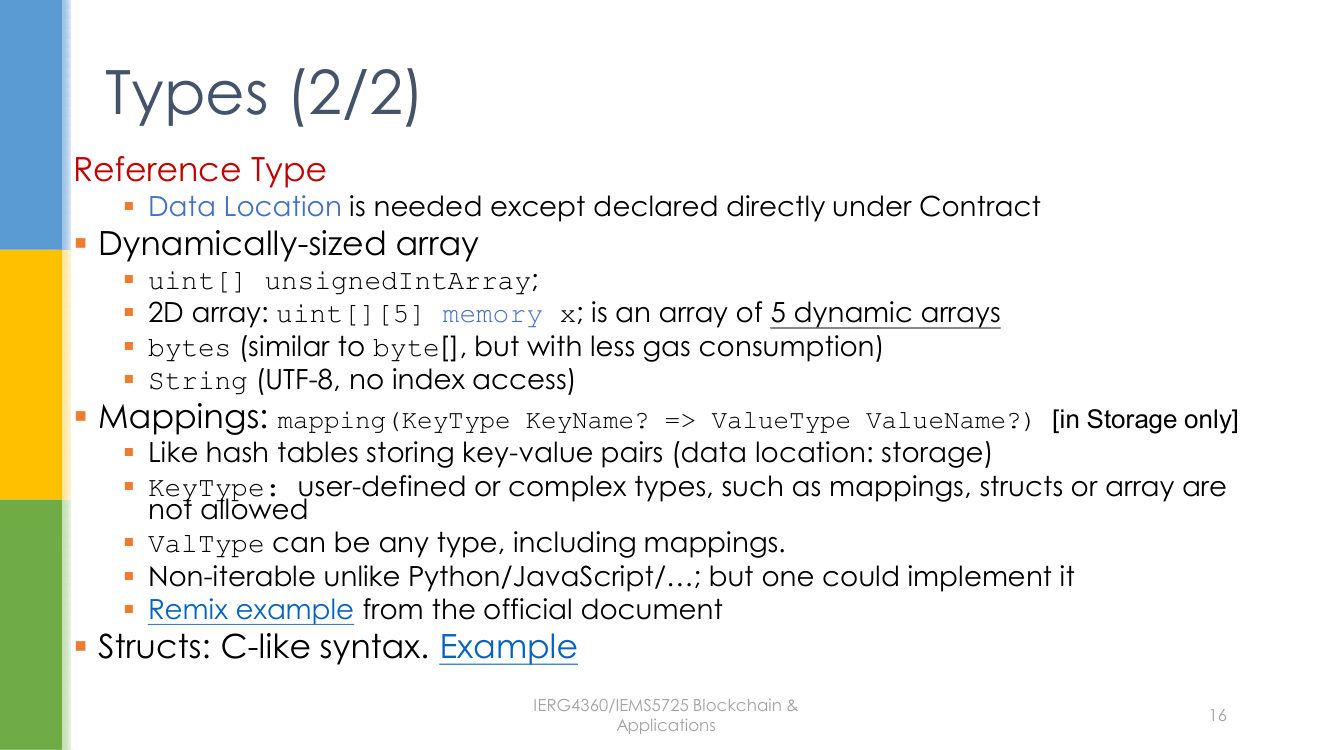 Types (2/2)
Reference Type
Data Location is needed except declared directly under Contract
Dynamically-sized array
uint[] unsignedIntArray;
2D array: uint[][5] memory x; is an array of 5 dynamic arrays
bytes (similar to byte[], but with less gas consumption)
String (UTF-8, no index access)
Mappings: mapping(KeyType KeyName? => ValueType ValueName?) [in Storage only]
Like hash tables storing key-value pairs (data location: storage)
KeyType: user-defined or complex types, such as mappings, structs or array are
not allowed
ValType can be any type, including mappings.
Non-iterable unlike Python/JavaScript/…; but one could implement it
Remix example from the official document
Structs: C-like syntax. Example
IERG4360/IEMS5725 Blockchain &
Applications
16